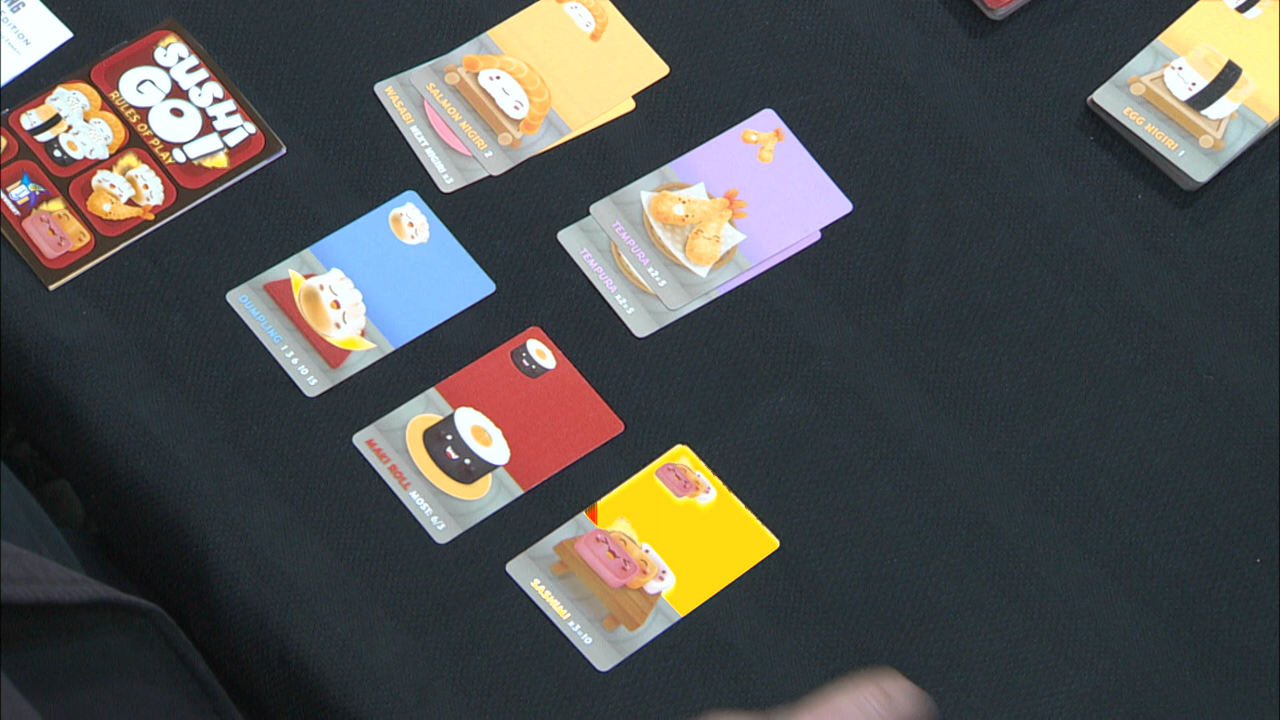 DITION
SUSHI
GO!
RULES OF PLAY
WASABI NEXT NIGIRI x3
SALMON NIGIRI 2
EGG NIGIRI 1
TEMPURA x2=5
TEMPURA x2=5
DUMPLING 1 3 6 10 15
MAKI ROLL MOST: 6/3
SASHIMI x3=10